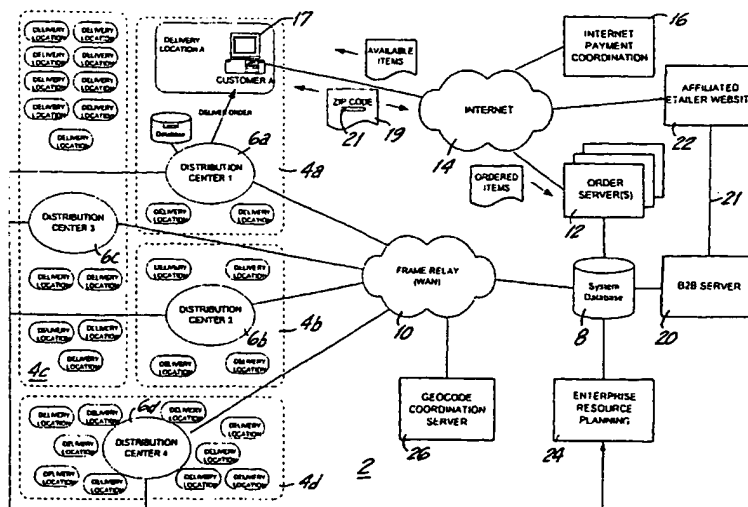 DELIVERY LOCATION
DELIVERY LOCATION
DELIVERY LOCATION
DELIVERY LOCATION
DELIVERY LOCATION
DELIVERY LOCATION
DELIVERY LOCATION
DELIVERY LOCATION
DELIVERY LOCATION
DISTRIBUTION
CENTER 3
6c
DELIVERY LOCATION
DELIVERY LOCATION
DELIVERY LOCATION
DELIVERY LOCATION
DELIVERY LOCATION
4c
DELIVERY
LOCATION A
17
CUSTOMER A
DELIVER ORDER
Local
Database
6a
DISTRIBUTION
CENTER 1
4a
DELIVERY LOCATION
DELIVERY LOCATION
DELIVERY LOCATION
DELIVERY LOCATION
DISTRIBUTION
CENTER 2
6b
4b
DELIVERY LOCATION
DELIVERY LOCATION
DELIVERY LOCATION
DELIVERY LOCATION
DELIVERY LOCATION
6d
DELIVERY LOCATION
DELIVERY LOCATION
DISTRIBUTION
CENTER 4
DELIVERY LOCATION
DELIVERY LOCATION
DELIVERY LOCATION
DELIVERY LOCATION
DELIVERY LOCATION
DELIVERY LOCATION
4d
AVAILABLE
ITEMS
ZIP CODE
21
19
INTERNET
14
INTERNET
PAYMENT
COORDINATION
16
AFFILIATED
ETAILER WEBSITE
22
ORDERED
ITEMS
ORDER
SERVER(S)
12
21
FRAME RELAY
(WAN)
10
System
Database
8
B2B SERVER
20
GEOCODE
COORDINATION
SERVER
26
ENTERPRISE
RESOURCE
PLANNING
24
2